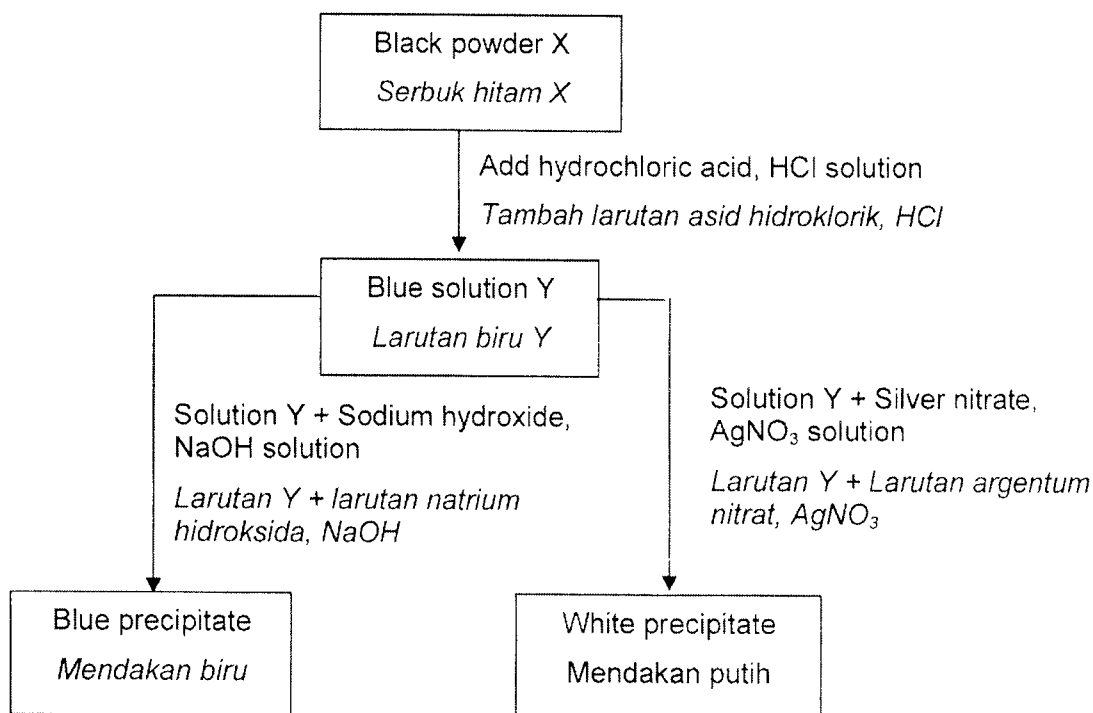 Black powder X
Serbuk hitam X
Add hydrochloric acid, HCl solution
Tambah larutan asid hidroklorik, HCl
Blue solution Y
Larutan biru Y
Solution Y + Sodium hydroxide,
NaOH solution
Larutan Y + larutan natrium
hidroksida, NaOH
Solution Y + Silver nitrate,
AgNO₃ solution
Larutan Y + Larutan argentum
nitrat, AgNO₃
Blue precipitate
Mendakan biru
White precipitate
Mendakan putih